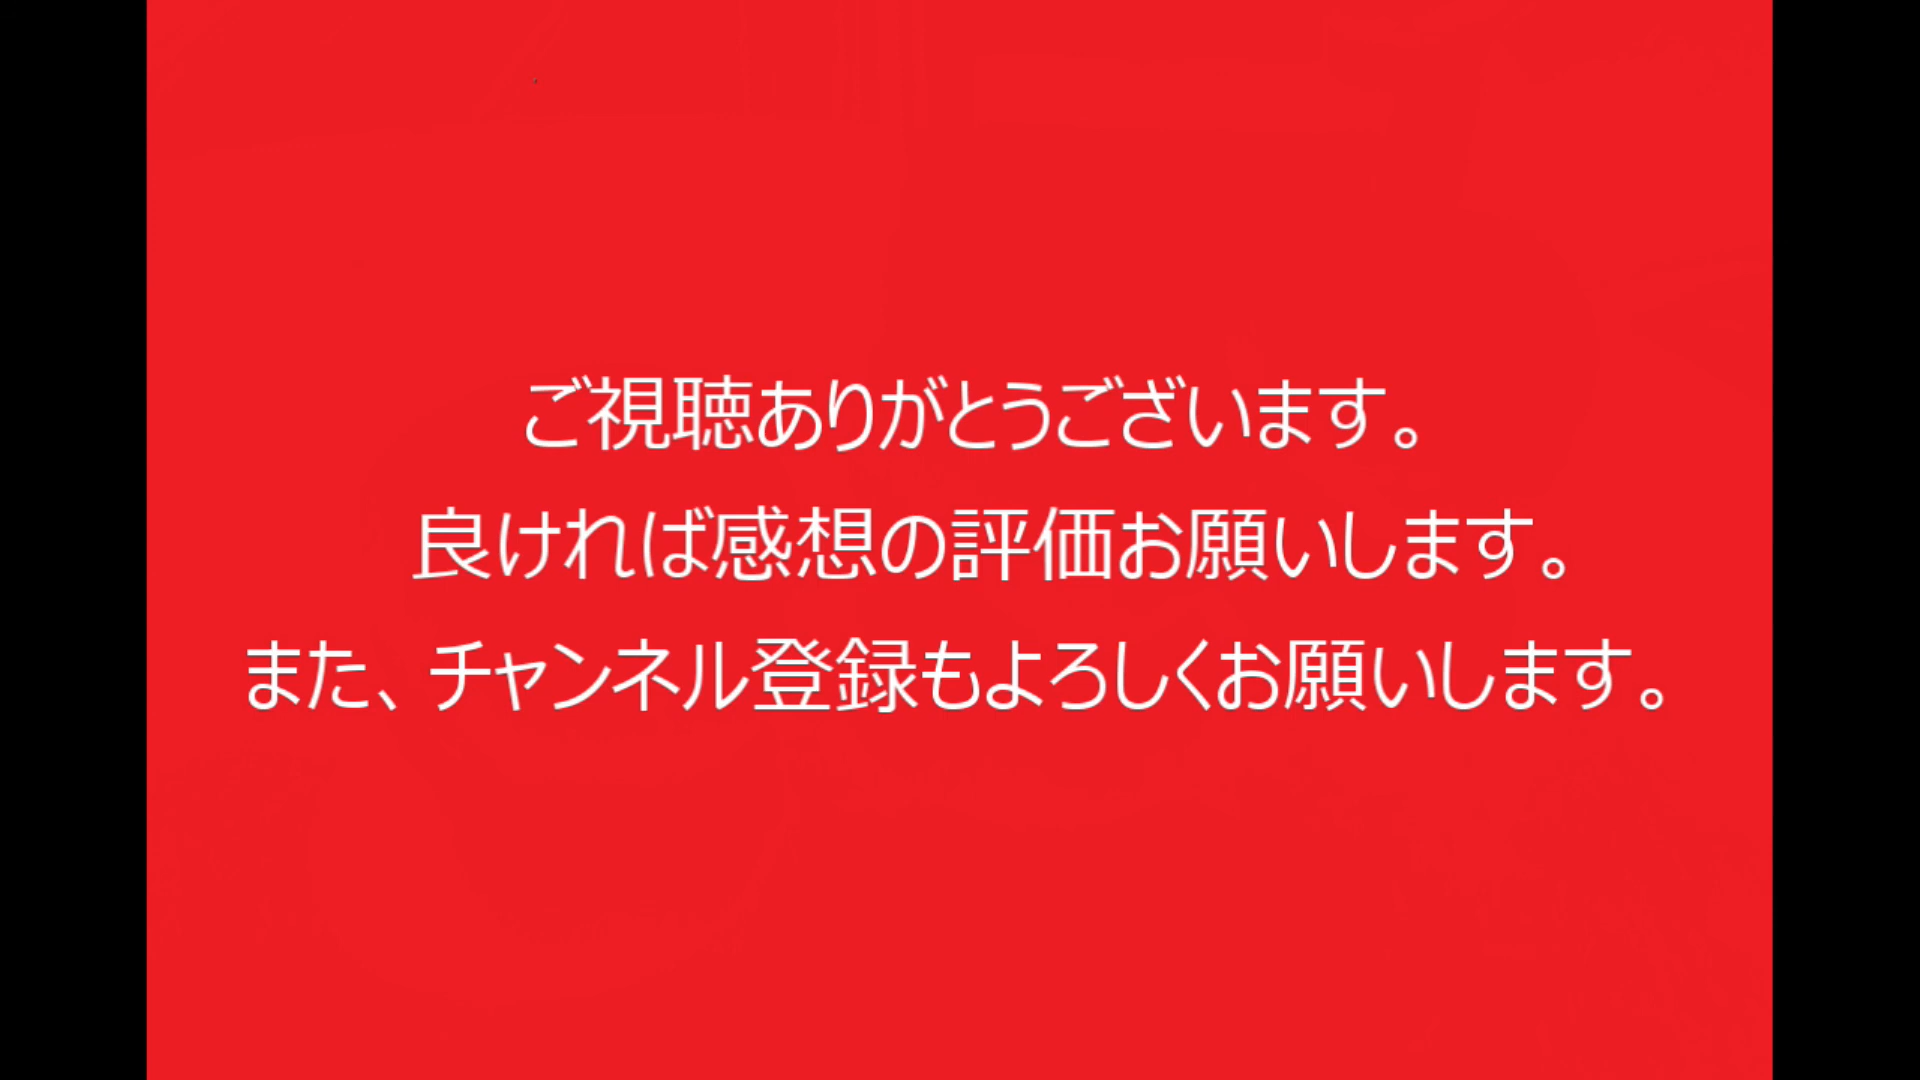 ご視聴ありがとうございます。
良ければ感想の評価お願いします。
また、チャンネル登録もよろしくお願いします。